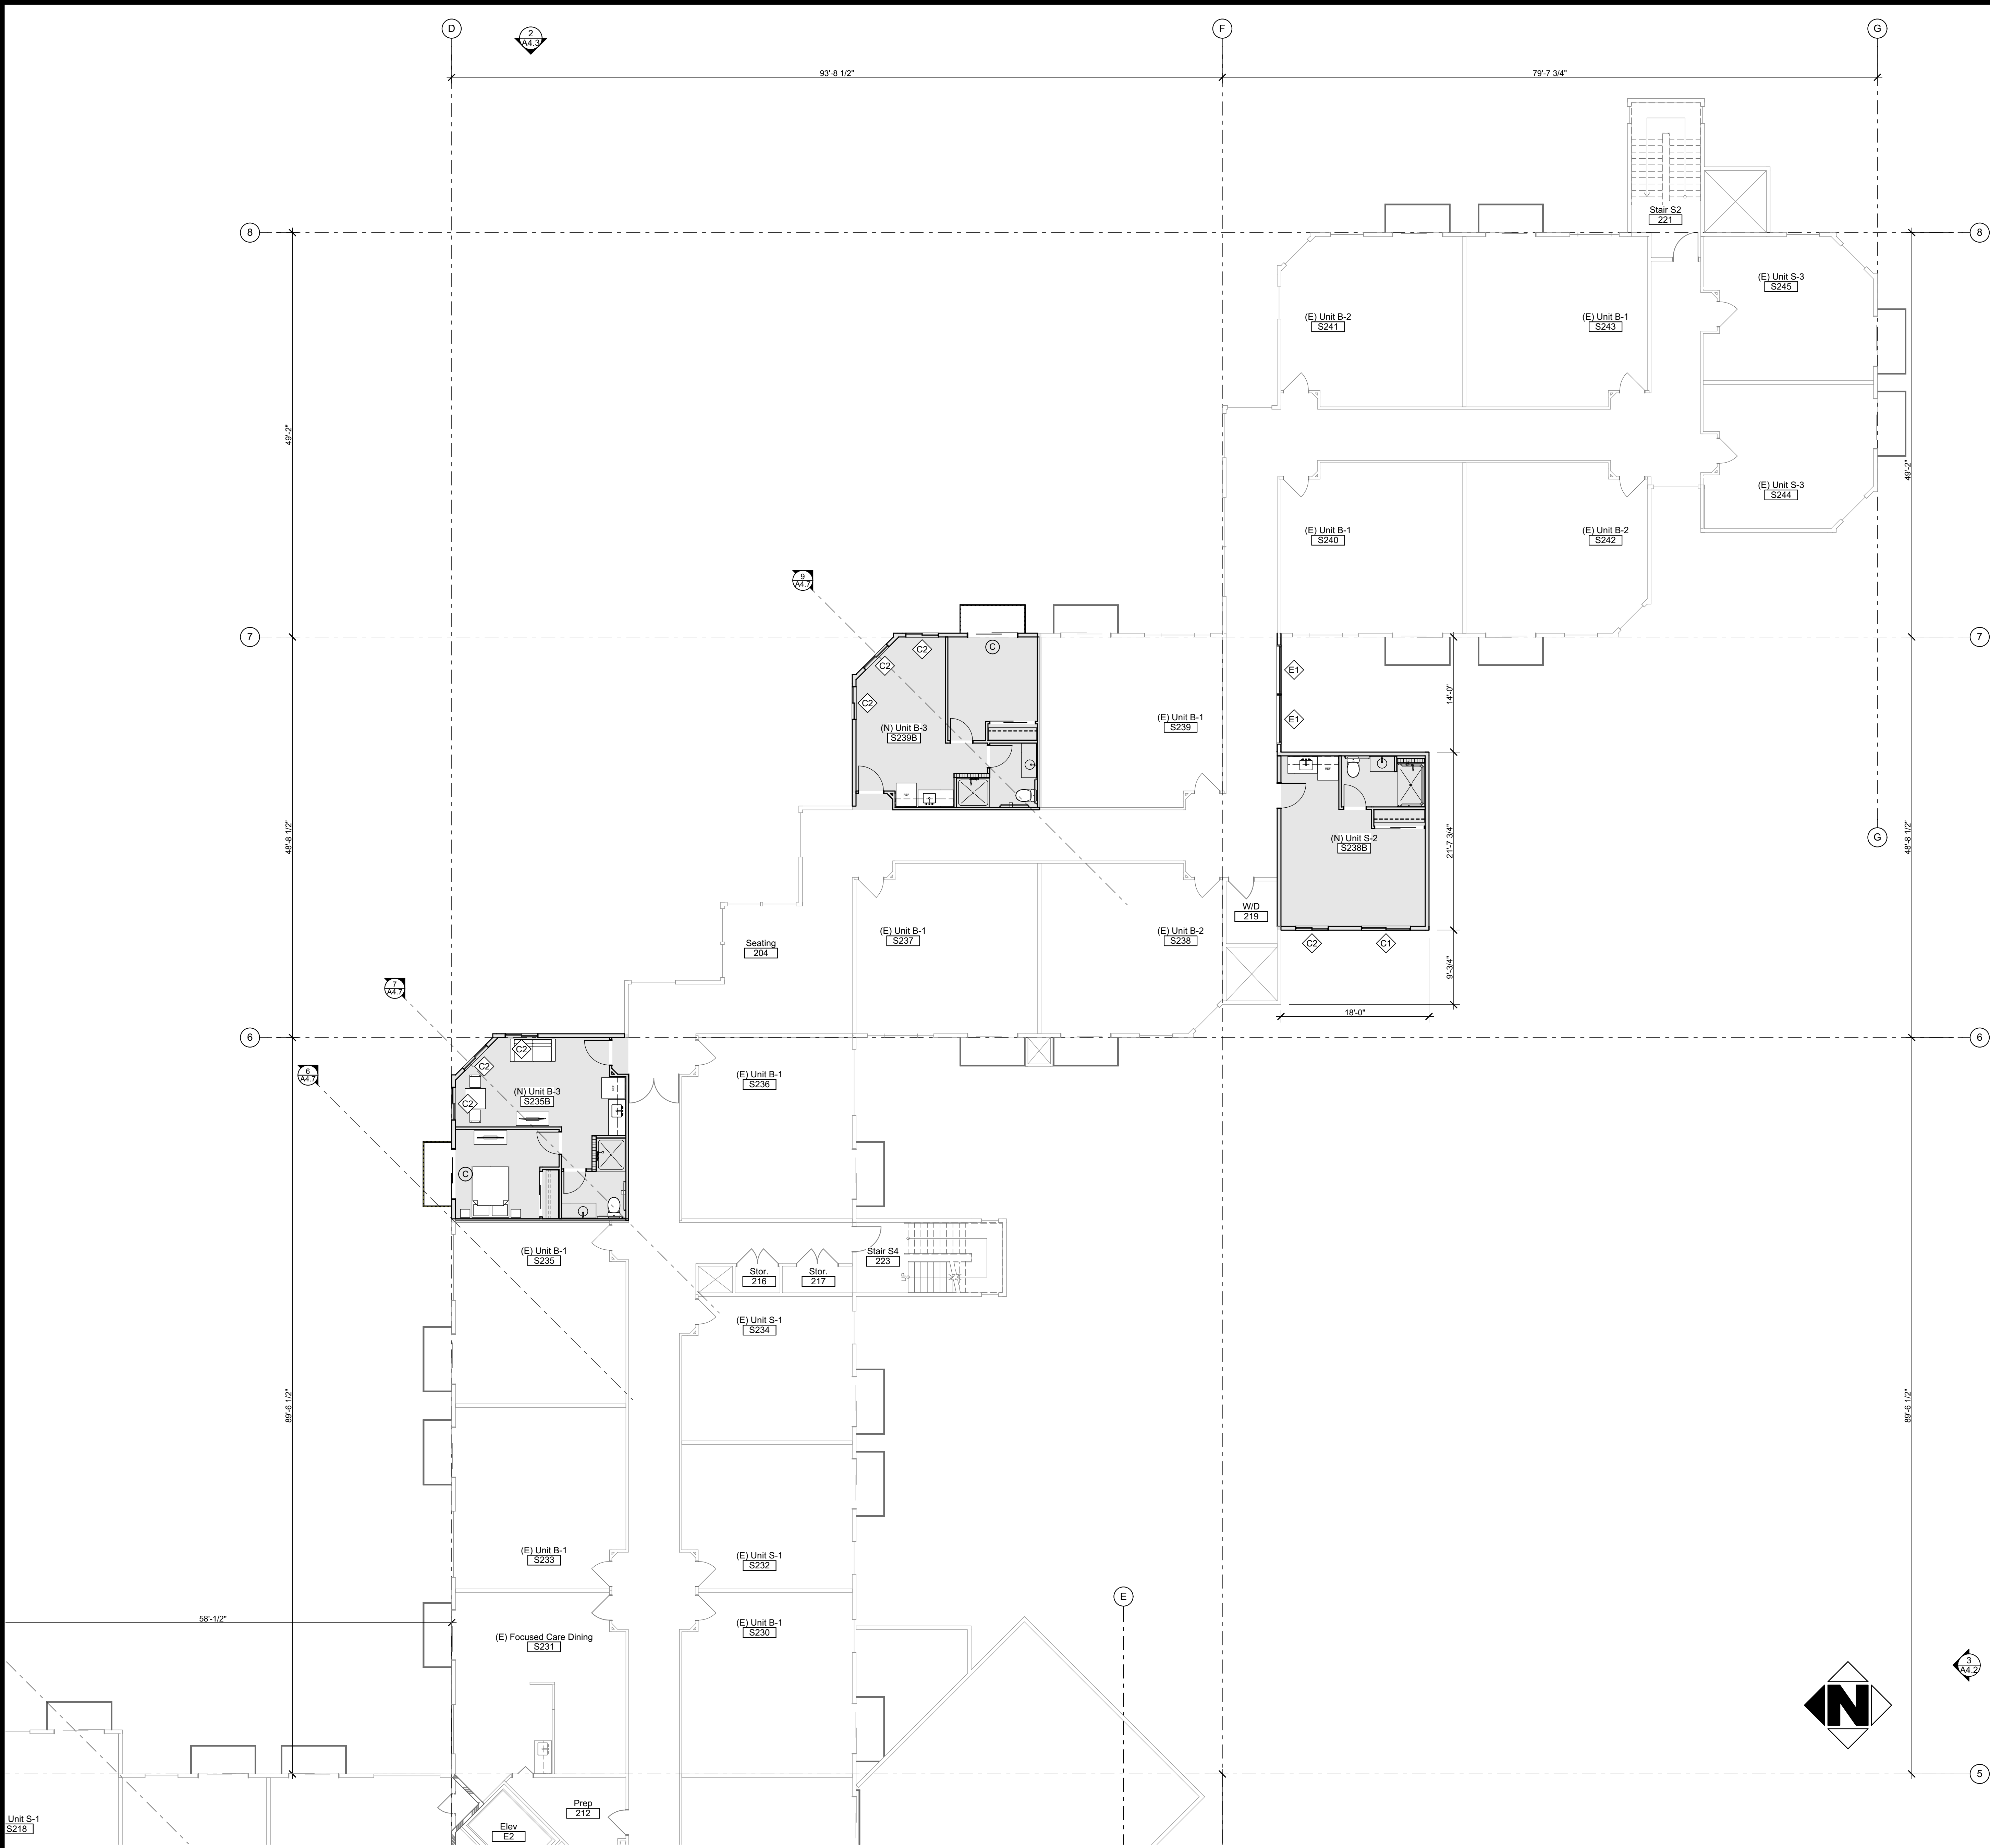 D
F
G
2
A4.3
93'-8 1/2"
79'-7 3/4"
Stair S2
221
8
8
(E) Unit S-3
S245
(E) Unit B-2
S241
(E) Unit B-1
S243
49'-2"
49'-2"
(E) Unit S-3
S244
(E) Unit B-1
S240
(E) Unit B-2
S242
9
A4.7
7
7
C
C2
C2
C2
E1
E1
14'-0"
(N) Unit B-3
S239B
(E) Unit B-1
S239
REF
REF
48'-8 1/2"
21'-7 3/4"
48'-8 1/2"
G
(N) Unit S-2
S238B
W/D
219
(E) Unit B-1
S237
(E) Unit B-2
S238
Seating
204
C2
C1
9'-3/4"
7
A4.7
18'-0"
6
6
C2
C2
C2
6
A4.7
(N) Unit B-3
S235B
(E) Unit B-1
S236
C
(E) Unit B-1
S235
Stair S4
223
UP
Stor.
216
Stor.
217
(E) Unit S-1
S234
89'-6 1/2"
89'-6 1/2"
(E) Unit B-1
S233
(E) Unit S-1
S232
E
58'-1/2"
(E) Focused Care Dining
S231
(E) Unit B-1
S230
3
A4.2
N
5
Prep
212
Unit S-1
S218
Elev
E2